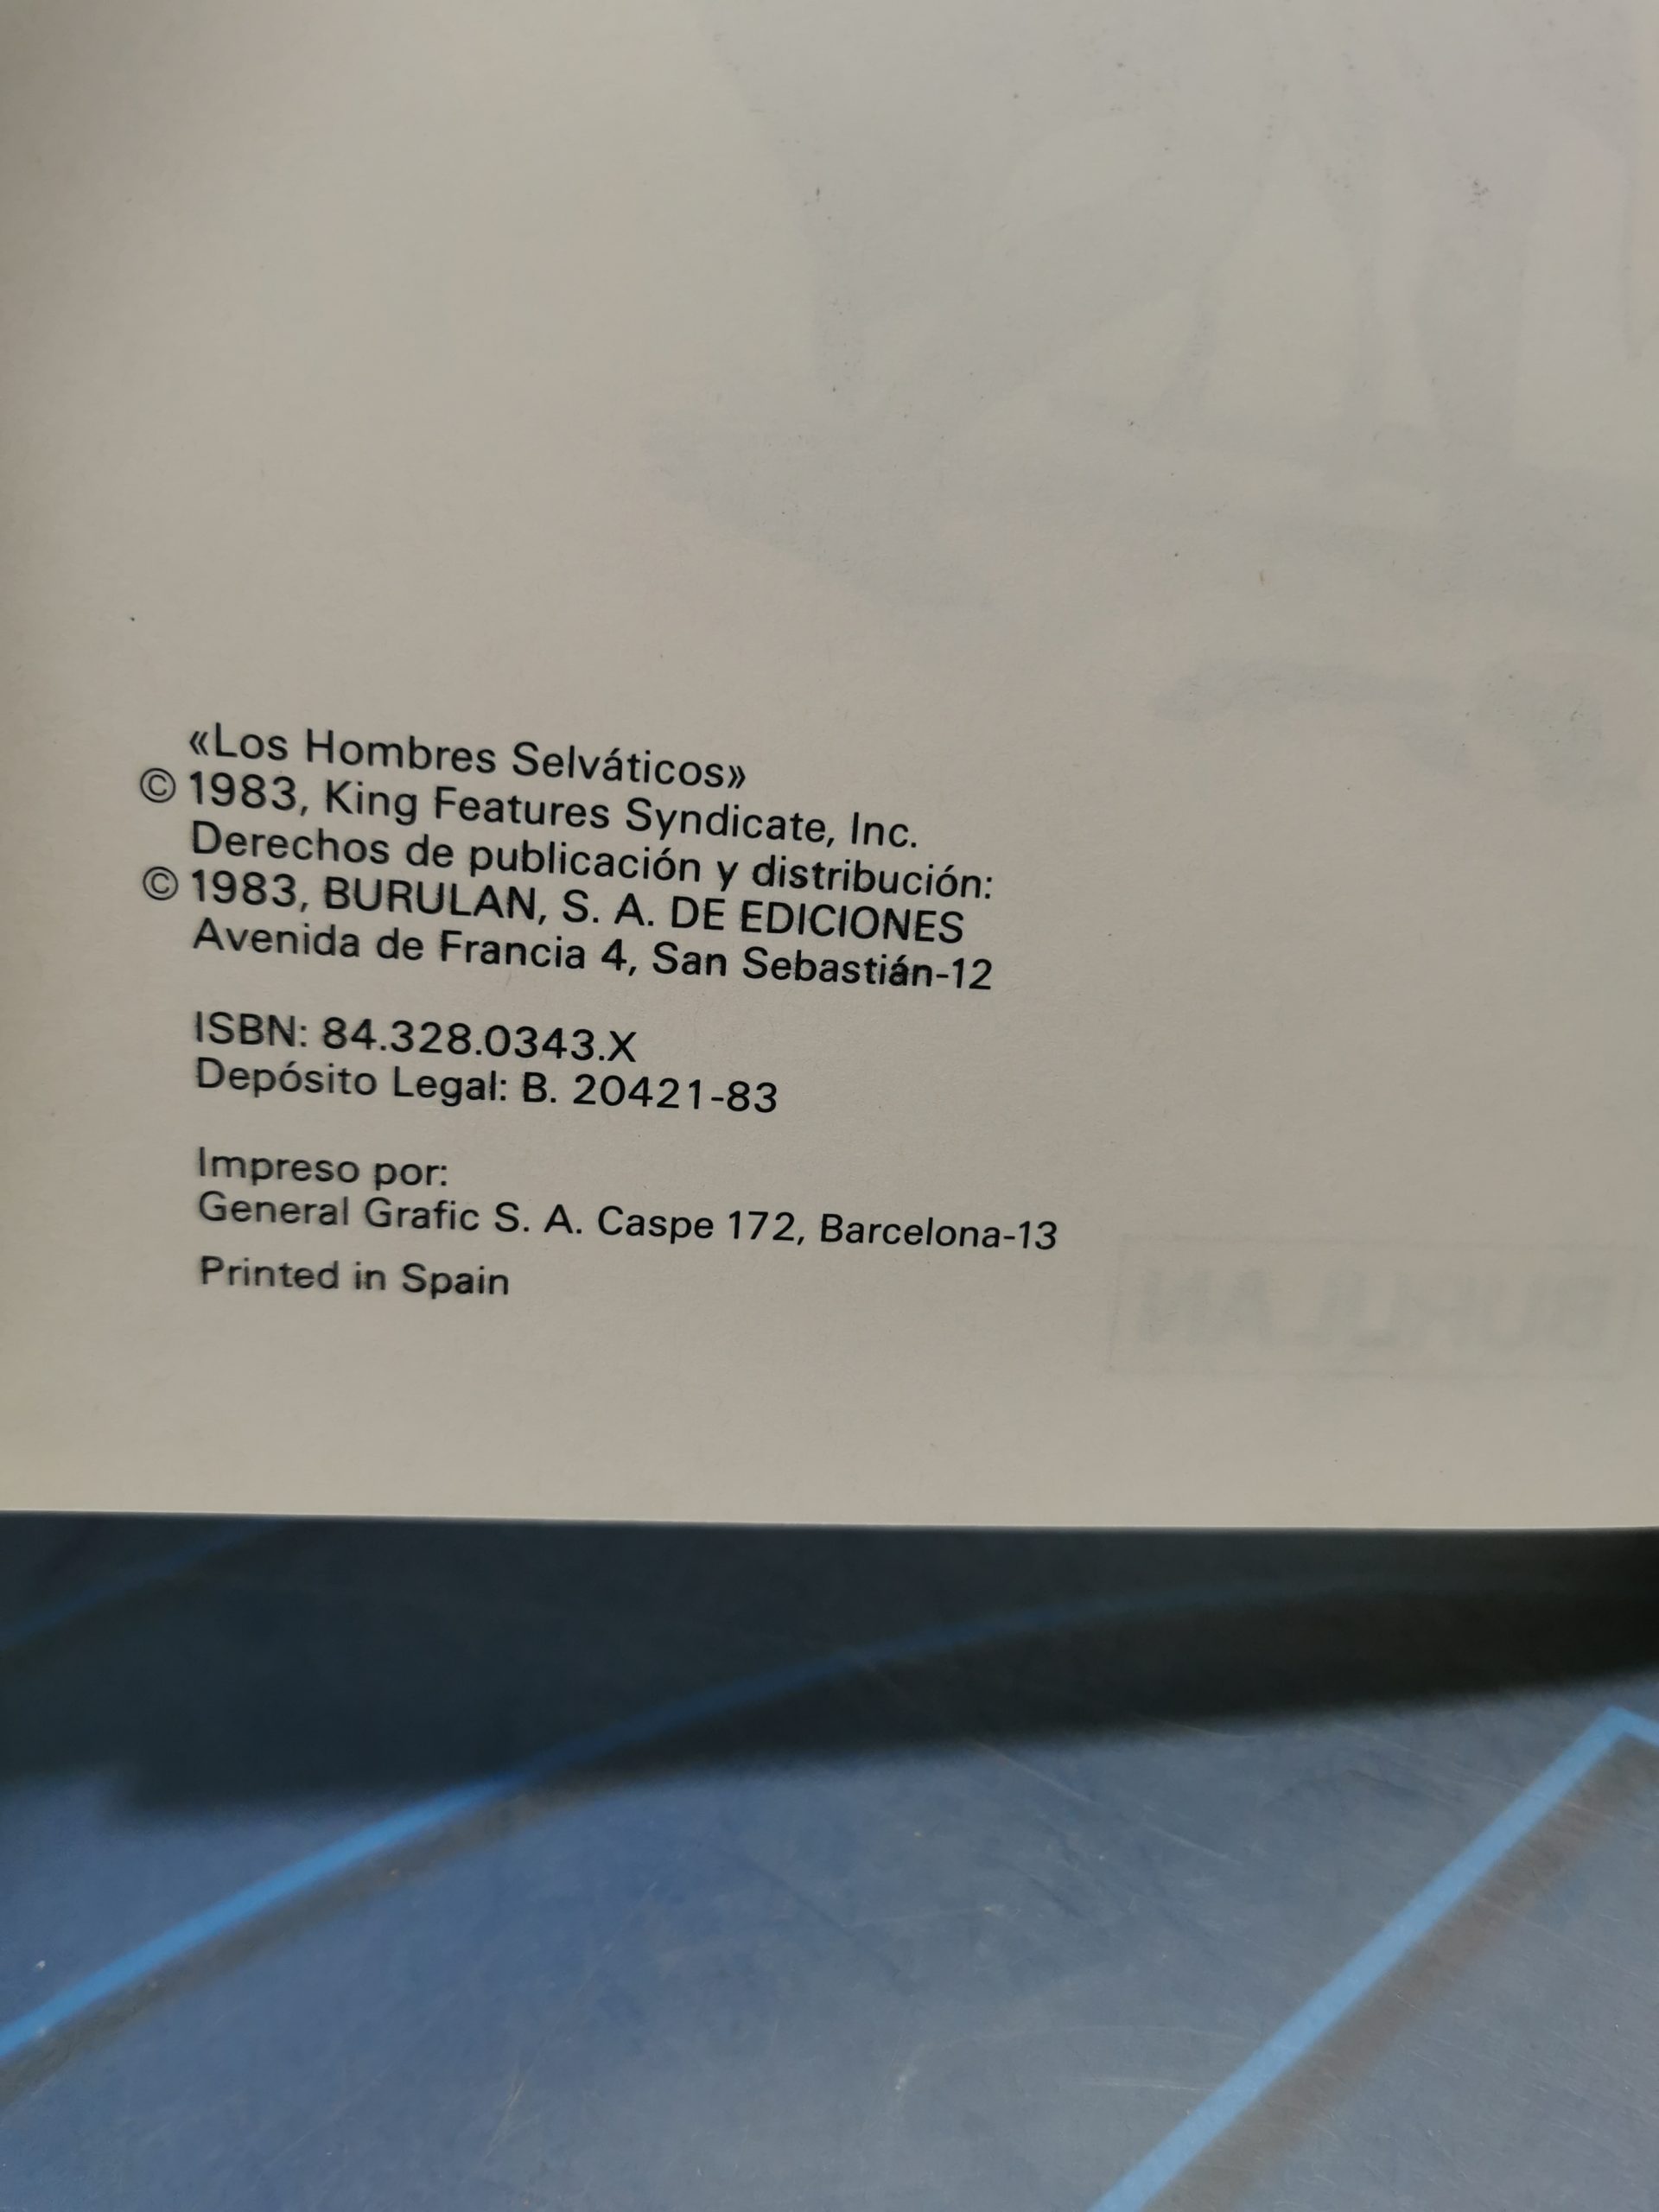 «Los Hombres Selváticos»
© 1983, King Features Syndicate, Inc.
Derechos de publicación y distribución:
© 1983, BURULAN, S. A. DE EDICIONES
Avenida de Francia 4, San Sebastián-12
ISBN: 84.328.0343.X
Depósito Legal: B. 20421-83
Impreso por:
General Grafic S. A. Caspe 172, Barcelona-13
Printed in Spain
BURULAN